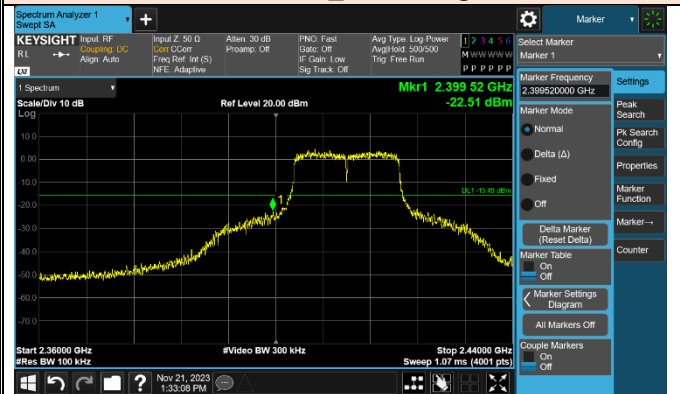 Spectrum Analyzer 1
Swept SA
Marker
KEYSIGHT
RL
LXI
Input: RF
Coupling: DC
Align: Auto
Input Z: 50 Ω
Corr CCorr
Freq Ref: Int (S)
NFE: Adaptive
Atten: 30 dB
Preamp: Off
PNO: Fast
Gate: Off
IF Gain: Low
Sig Track: Off
Avg Type: Log-Power
Avg|Hold: 500/500
Trig: Free Run
1 2 3 4 5 6
M W W W W W
P P P P P P
Select Marker
Marker 1
1 Spectrum
Scale/Div 10 dB
Log
Ref Level 20.00 dBm
Mkr1 2.399 52 GHz
-22.51 dBm
10.0
0.00
-10.0
-20.0
-30.0
-40.0
-50.0
-60.0
-70.0
1
Start 2.36000 GHz
#Res BW 100 kHz
#Video BW 300 kHz
Stop 2.44000 GHz
Sweep 1.07 ms (4001 pts)
Marker Frequency
2.399520000 GHz
Marker Mode
Normal
Delta (Δ)
Fixed
Off
Delta Marker
(Reset Delta)
Marker Table
On
Off
Marker Settings
Diagram
All Markers Off
Couple Markers
On
Off
Settings
Peak
Search
Pk Search
Config
Properties
Marker
Function
Marker→
Counter
Nov 21, 2023
1:33:08 PM